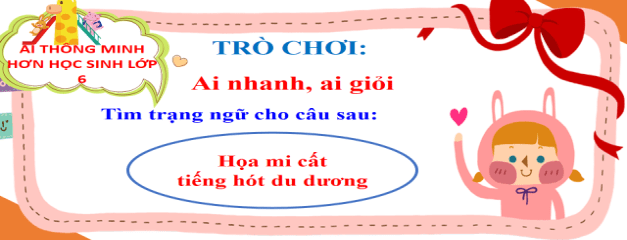 AI THÔNG MINH
HƠN HỌC SINH LỚP
6
TRÒ CHƠI:
Ai nhanh, ai giỏi
Tìm trạng ngữ cho câu sau:
Họa mi cất
tiếng hót du dương